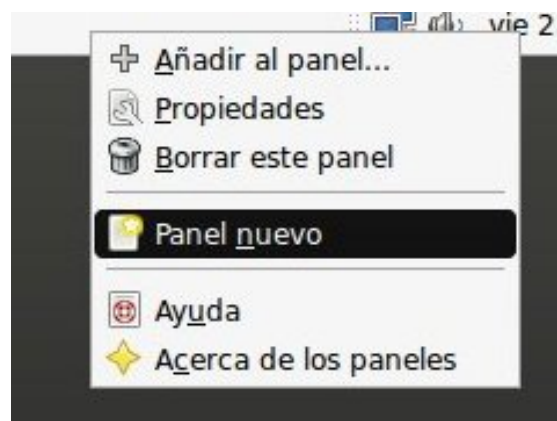 vie 2
Añadir al panel...
Propiedades
Borrar este panel
Panel nuevo
Ayuda
Acerca de los paneles